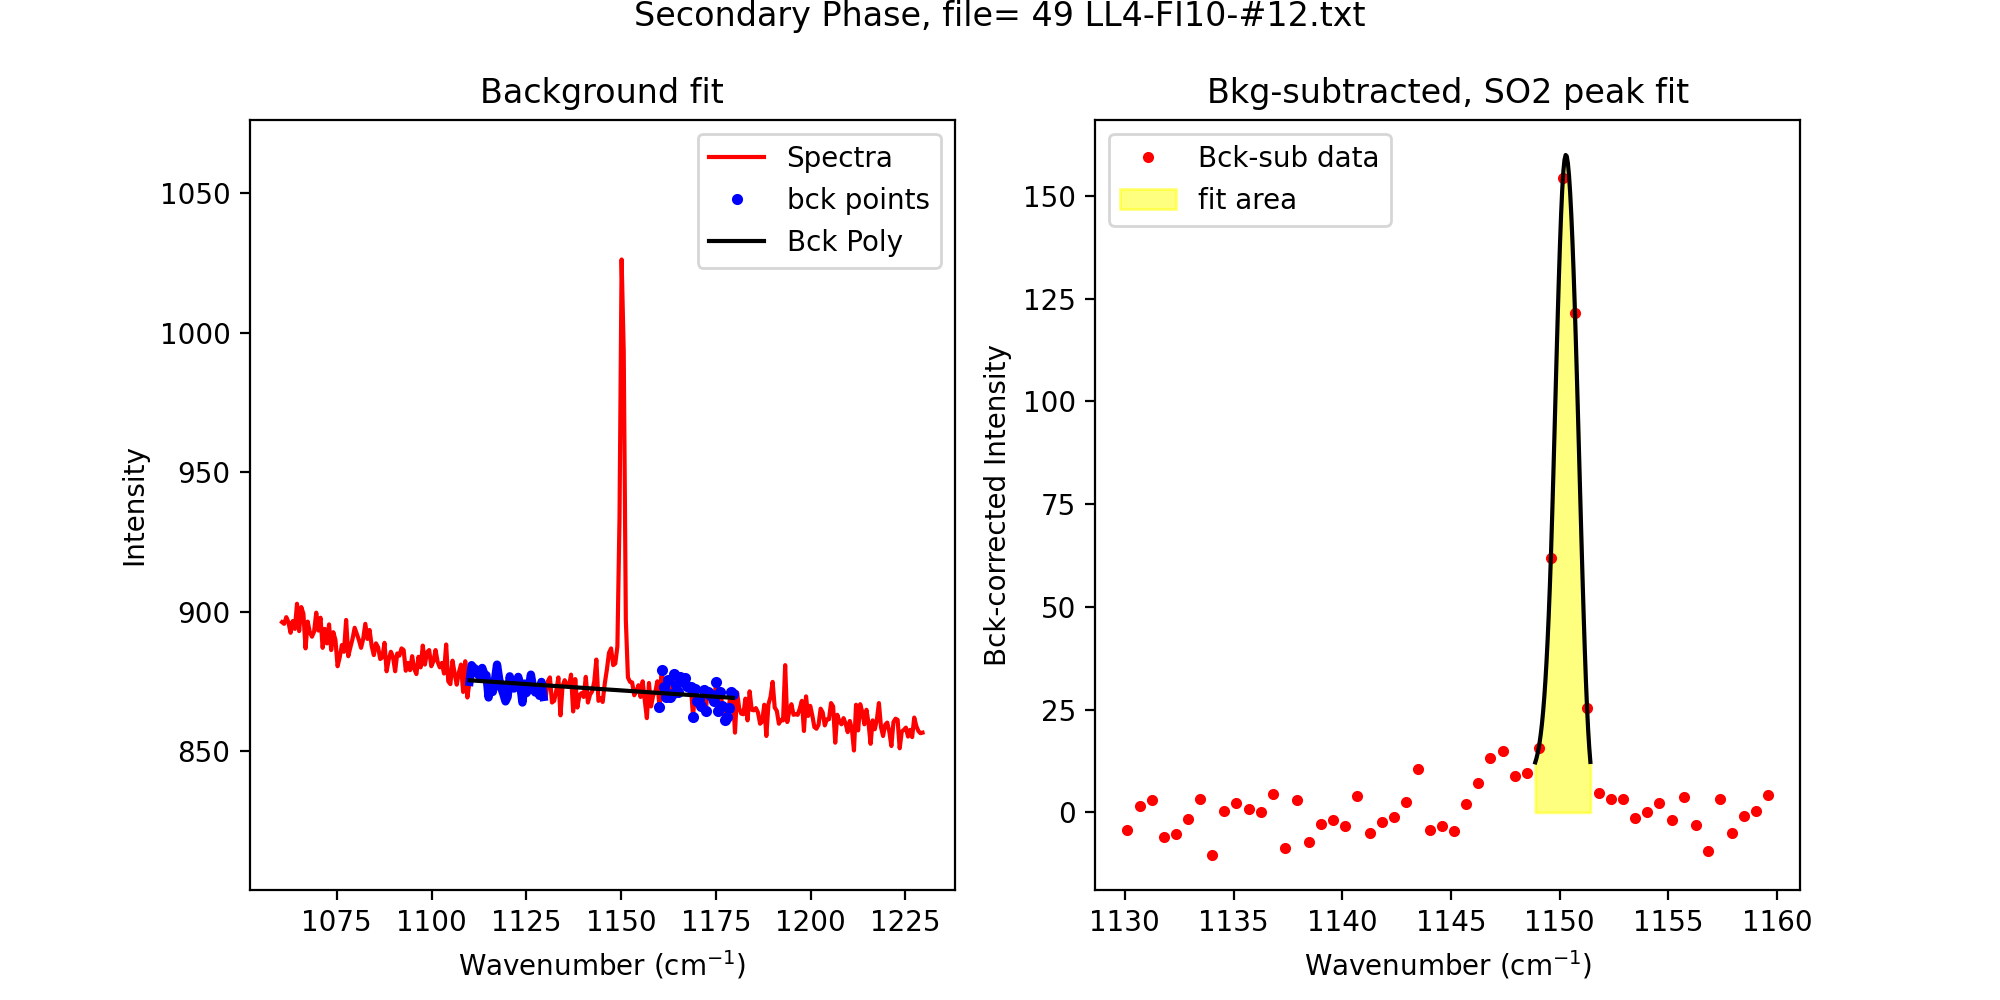 Secondary Phase, file= 49 LL4-FI10-#12.txt
Background fit
Spectra
bck points
Bck Poly
1050
1000
950
900
850
Intensity
1075 1100 1125 1150 1175 1200 1225
Wavenumber (cm⁻¹)
Bkg-subtracted, SO2 peak fit
Bck-sub data
fit area
150
125
100
75
50
25
0
Bck-corrected Intensity
1130 1135 1140 1145 1150 1155 1160
Wavenumber (cm⁻¹)